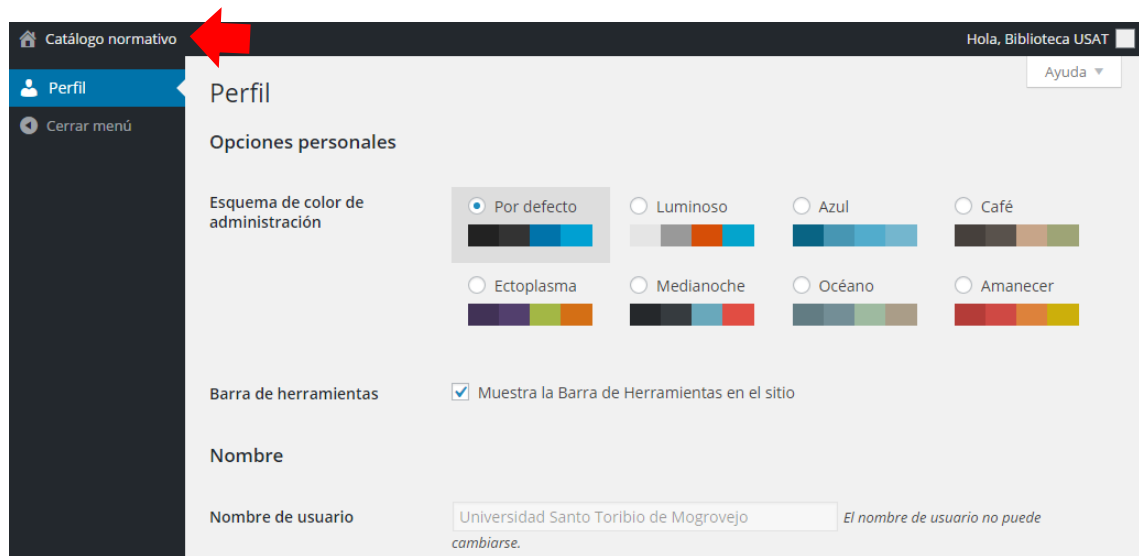 Catálogo normativo
Hola, Biblioteca USAT
Ayuda
Perfil
Cerrar menú
Perfil
Opciones personales
Esquema de color de
administración
Por defecto
Luminoso
Azul
Café
Ectoplasma
Medianoche
Océano
Amanecer
Barra de herramientas
Muestra la Barra de Herramientas en el sitio
Nombre
Nombre de usuario
Universidad Santo Toribio de Mogrovejo
El nombre de usuario no puede
cambiarse.